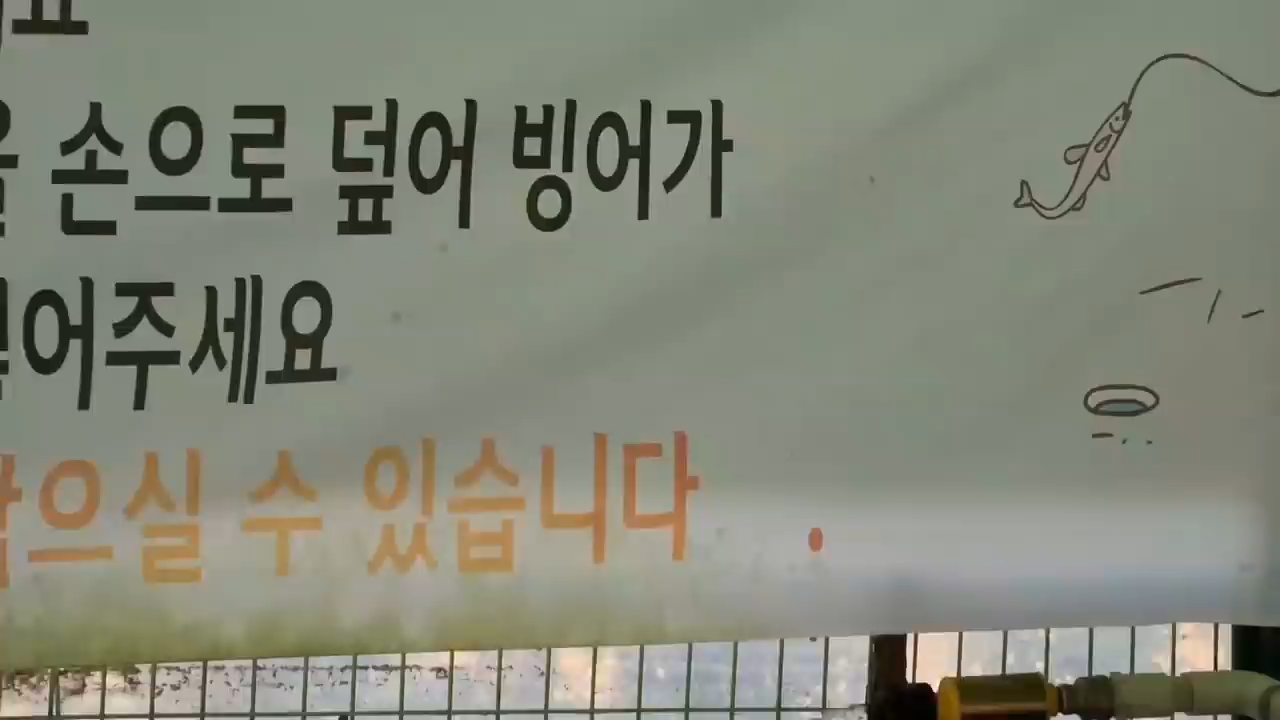 요
손으로 덮어 빙어가
어주세요
으실 수 있습니다 .